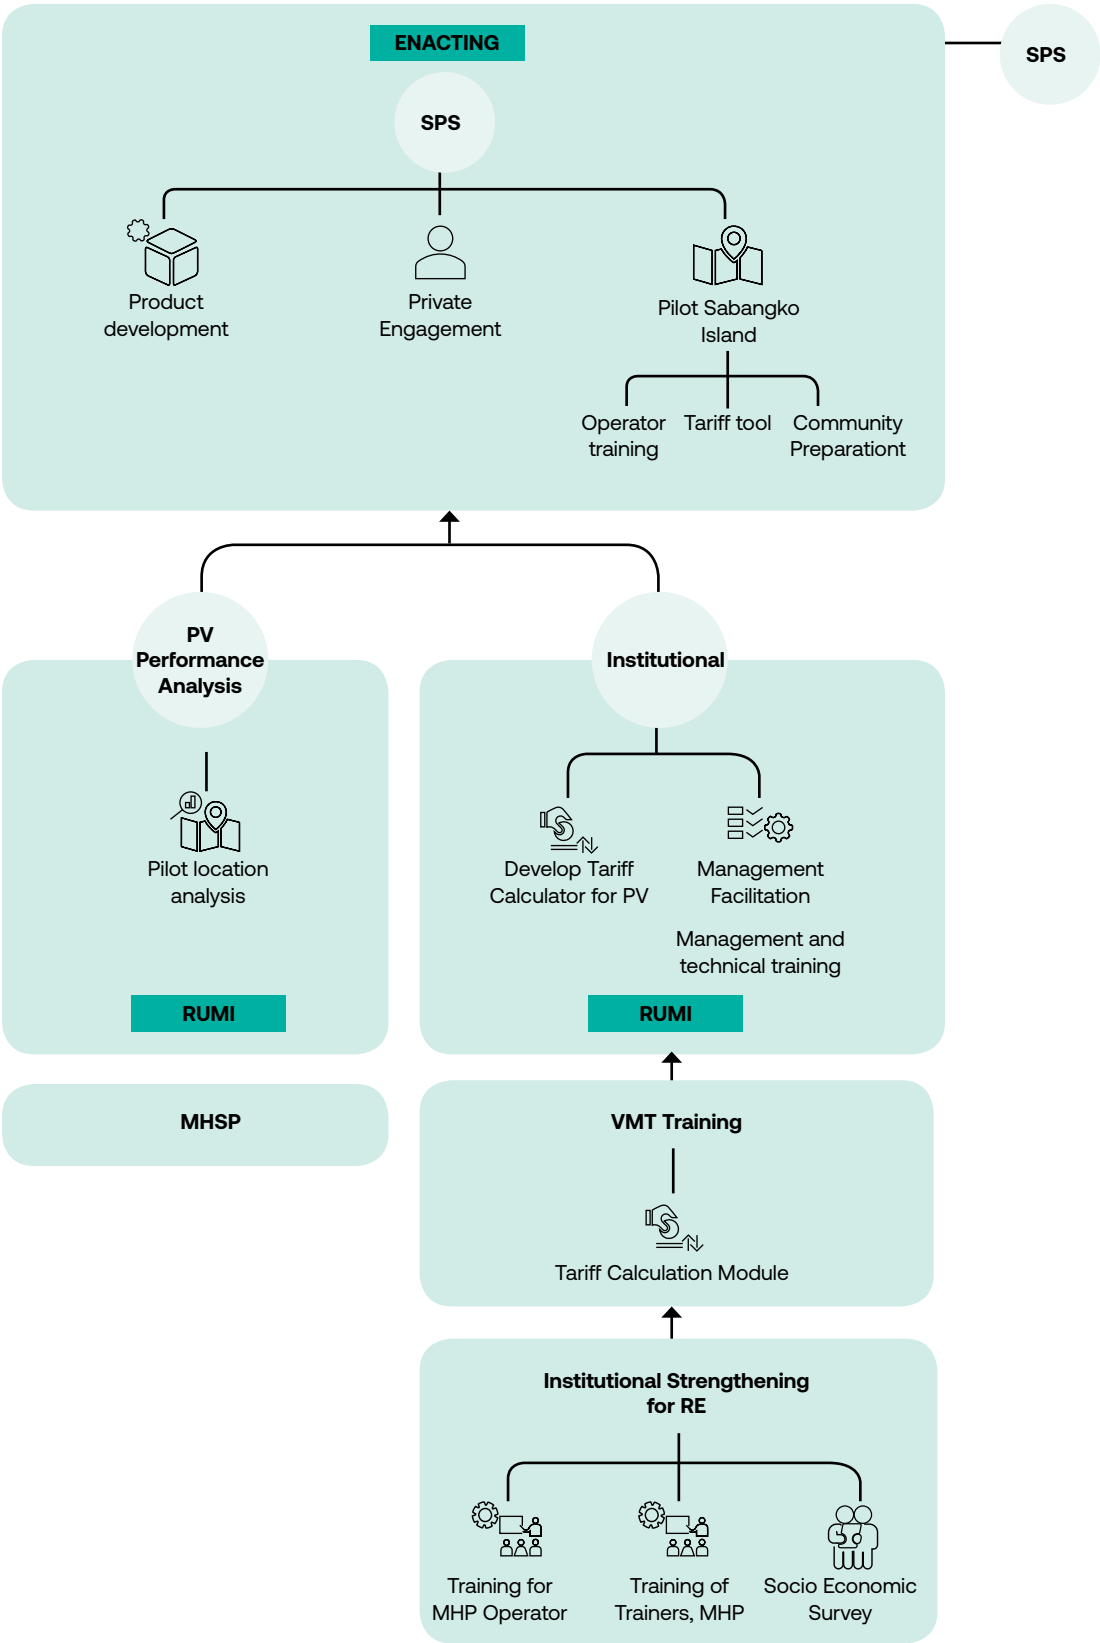 ENACTING
SPS
SPS
Product
development
Private
Engagement
Pilot Sabangko
Island
Operator
training
Tariff tool
Community
Preparationt
PV
Performance
Analysis
Institutional
Pilot location
analysis
Develop Tariff
Calculator for PV
Management
Facilitation
Management and
technical training
RUMI
RUMI
MHSP
VMT Training
Tariff Calculation Module
Institutional Strengthening
for RE
Training for
MHP Operator
Training of
Trainers, MHP
Socio Economic
Survey